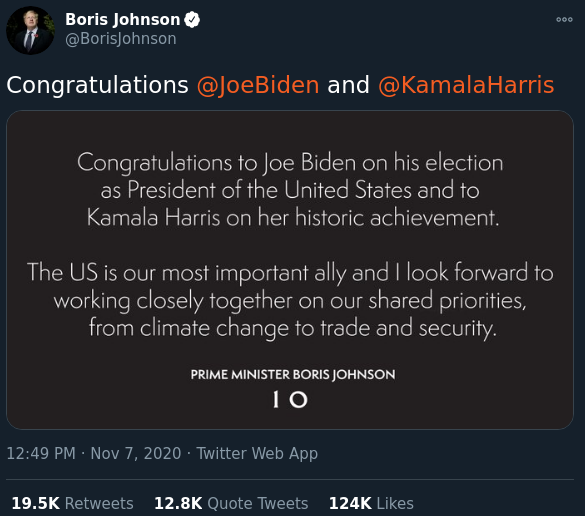 Boris Johnson
@BorisJohnson
Congratulations @JoeBiden and @KamalaHarris
Congratulations to Joe Biden on his election
as President of the United States and to
Kamala Harris on her historic achievement.
The US is our most important ally and I look forward to
working closely together on our shared priorities,
from climate change to trade and security.
PRIME MINISTER BORIS JOHNSON
10
12:49 PM · Nov 7, 2020 · Twitter Web App
19.5K Retweets 12.8K Quote Tweets 124K Likes